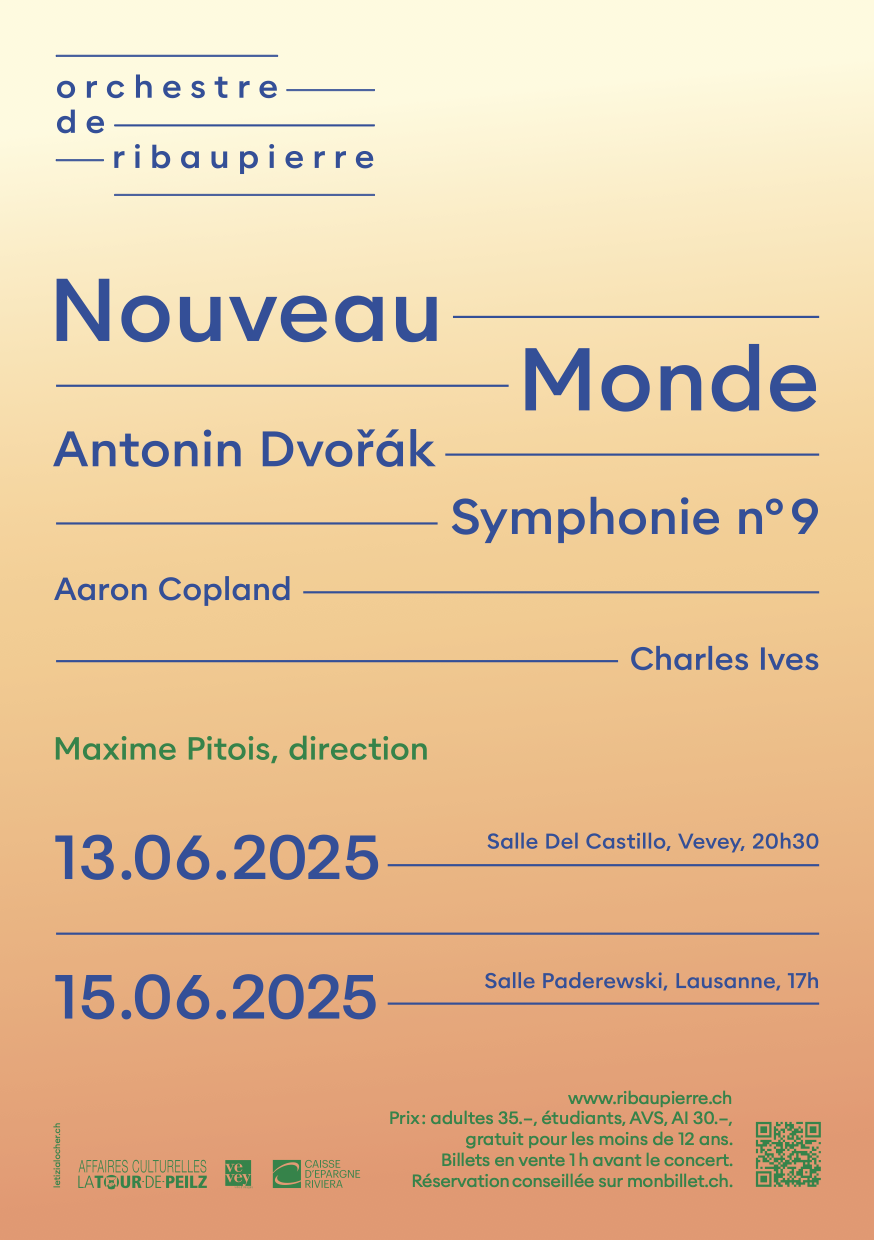 orchestre
de
ribaupierre
Nouveau
Monde
Antonin Dvořák
Symphonie nº 9
Aaron Copland
Charles Ives
Maxime Pitois, direction
13.06.2025
Salle Del Castillo, Vevey, 20h30
15.06.2025
Salle Paderewski, Lausanne, 17h
www.ribaupierre.ch
Prix : adultes 35.–, étudiants, AVS, AI 30.–,
gratuit pour les moins de 12 ans.
Billets en vente 1 h avant le concert.
Réservation conseillée sur monbillet.ch.
letizialocher.ch
AFFAIRES CULTURELLES
LATOUR-DE-PEILZ
ve
vey
CAISSE
D'EPARGNE
RIVIERA